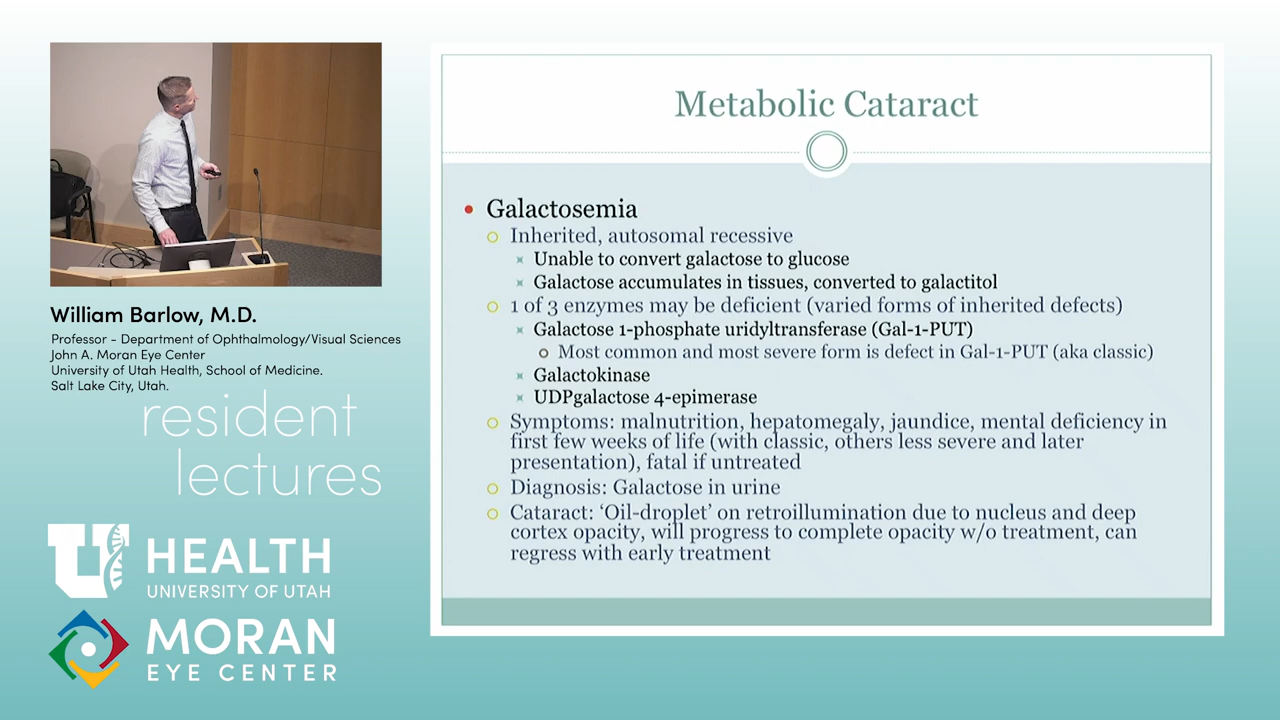 William Barlow, M.D.
Professor - Department of Ophthalmology/Visual Sciences
John A. Moran Eye Center
University of Utah Health, School of Medicine.
Salt Lake City, Utah.
resident
lectures
U
HEALTH
UNIVERSITY OF UTAH
MORAN
EYE CENTER
Metabolic Cataract
• Galactosemia
Inherited, autosomal recessive
Unable to convert galactose to glucose
Galactose accumulates in tissues, converted to galactitol
1 of 3 enzymes may be deficient (varied forms of inherited defects)
Galactose 1-phosphate uridyltransferase (Gal-1-PUT)
Most common and most severe form is defect in Gal-1-PUT (aka classic)
Galactokinase
UDPgalactose 4-epimerase
Symptoms: malnutrition, hepatomegaly, jaundice, mental deficiency in
first few weeks of life (with classic, others less severe and later
presentation), fatal if untreated
Diagnosis: Galactose in urine
Cataract: ‘Oil-droplet’ on retroillumination due to nucleus and deep
cortex opacity, will progress to complete opacity w/o treatment, can
regress with early treatment